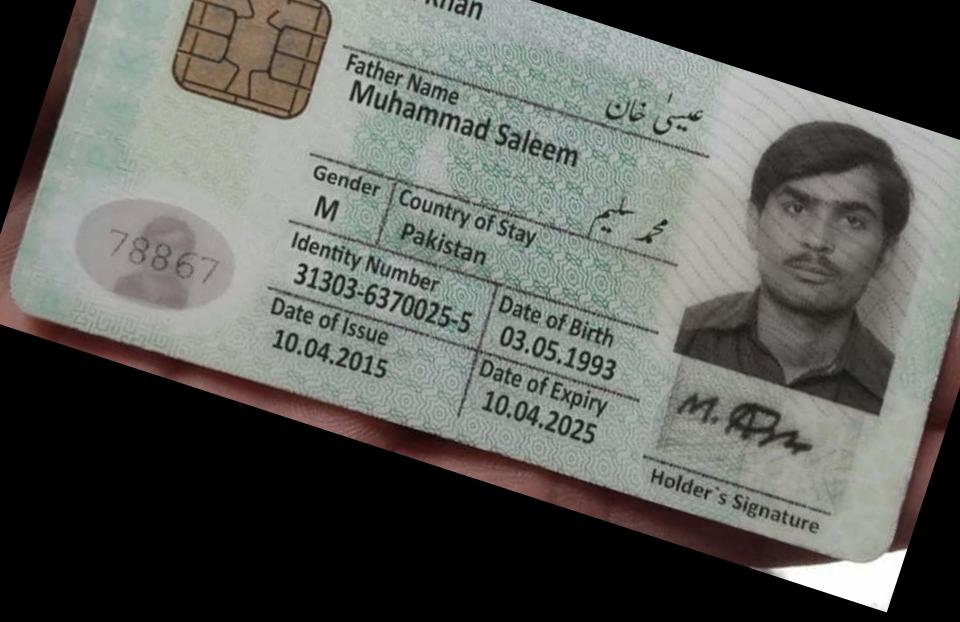 Khan
Father Name
عیسیٰ خان
Muhammad Saleem
Gender
Country of Stay
محمد سلیم
M
Pakistan
Identity Number
Date of Birth
31303-6370025-5
03.05.1993
Date of Issue
Date of Expiry
10.04.2015
10.04.2025
78867
Holder`s Signature